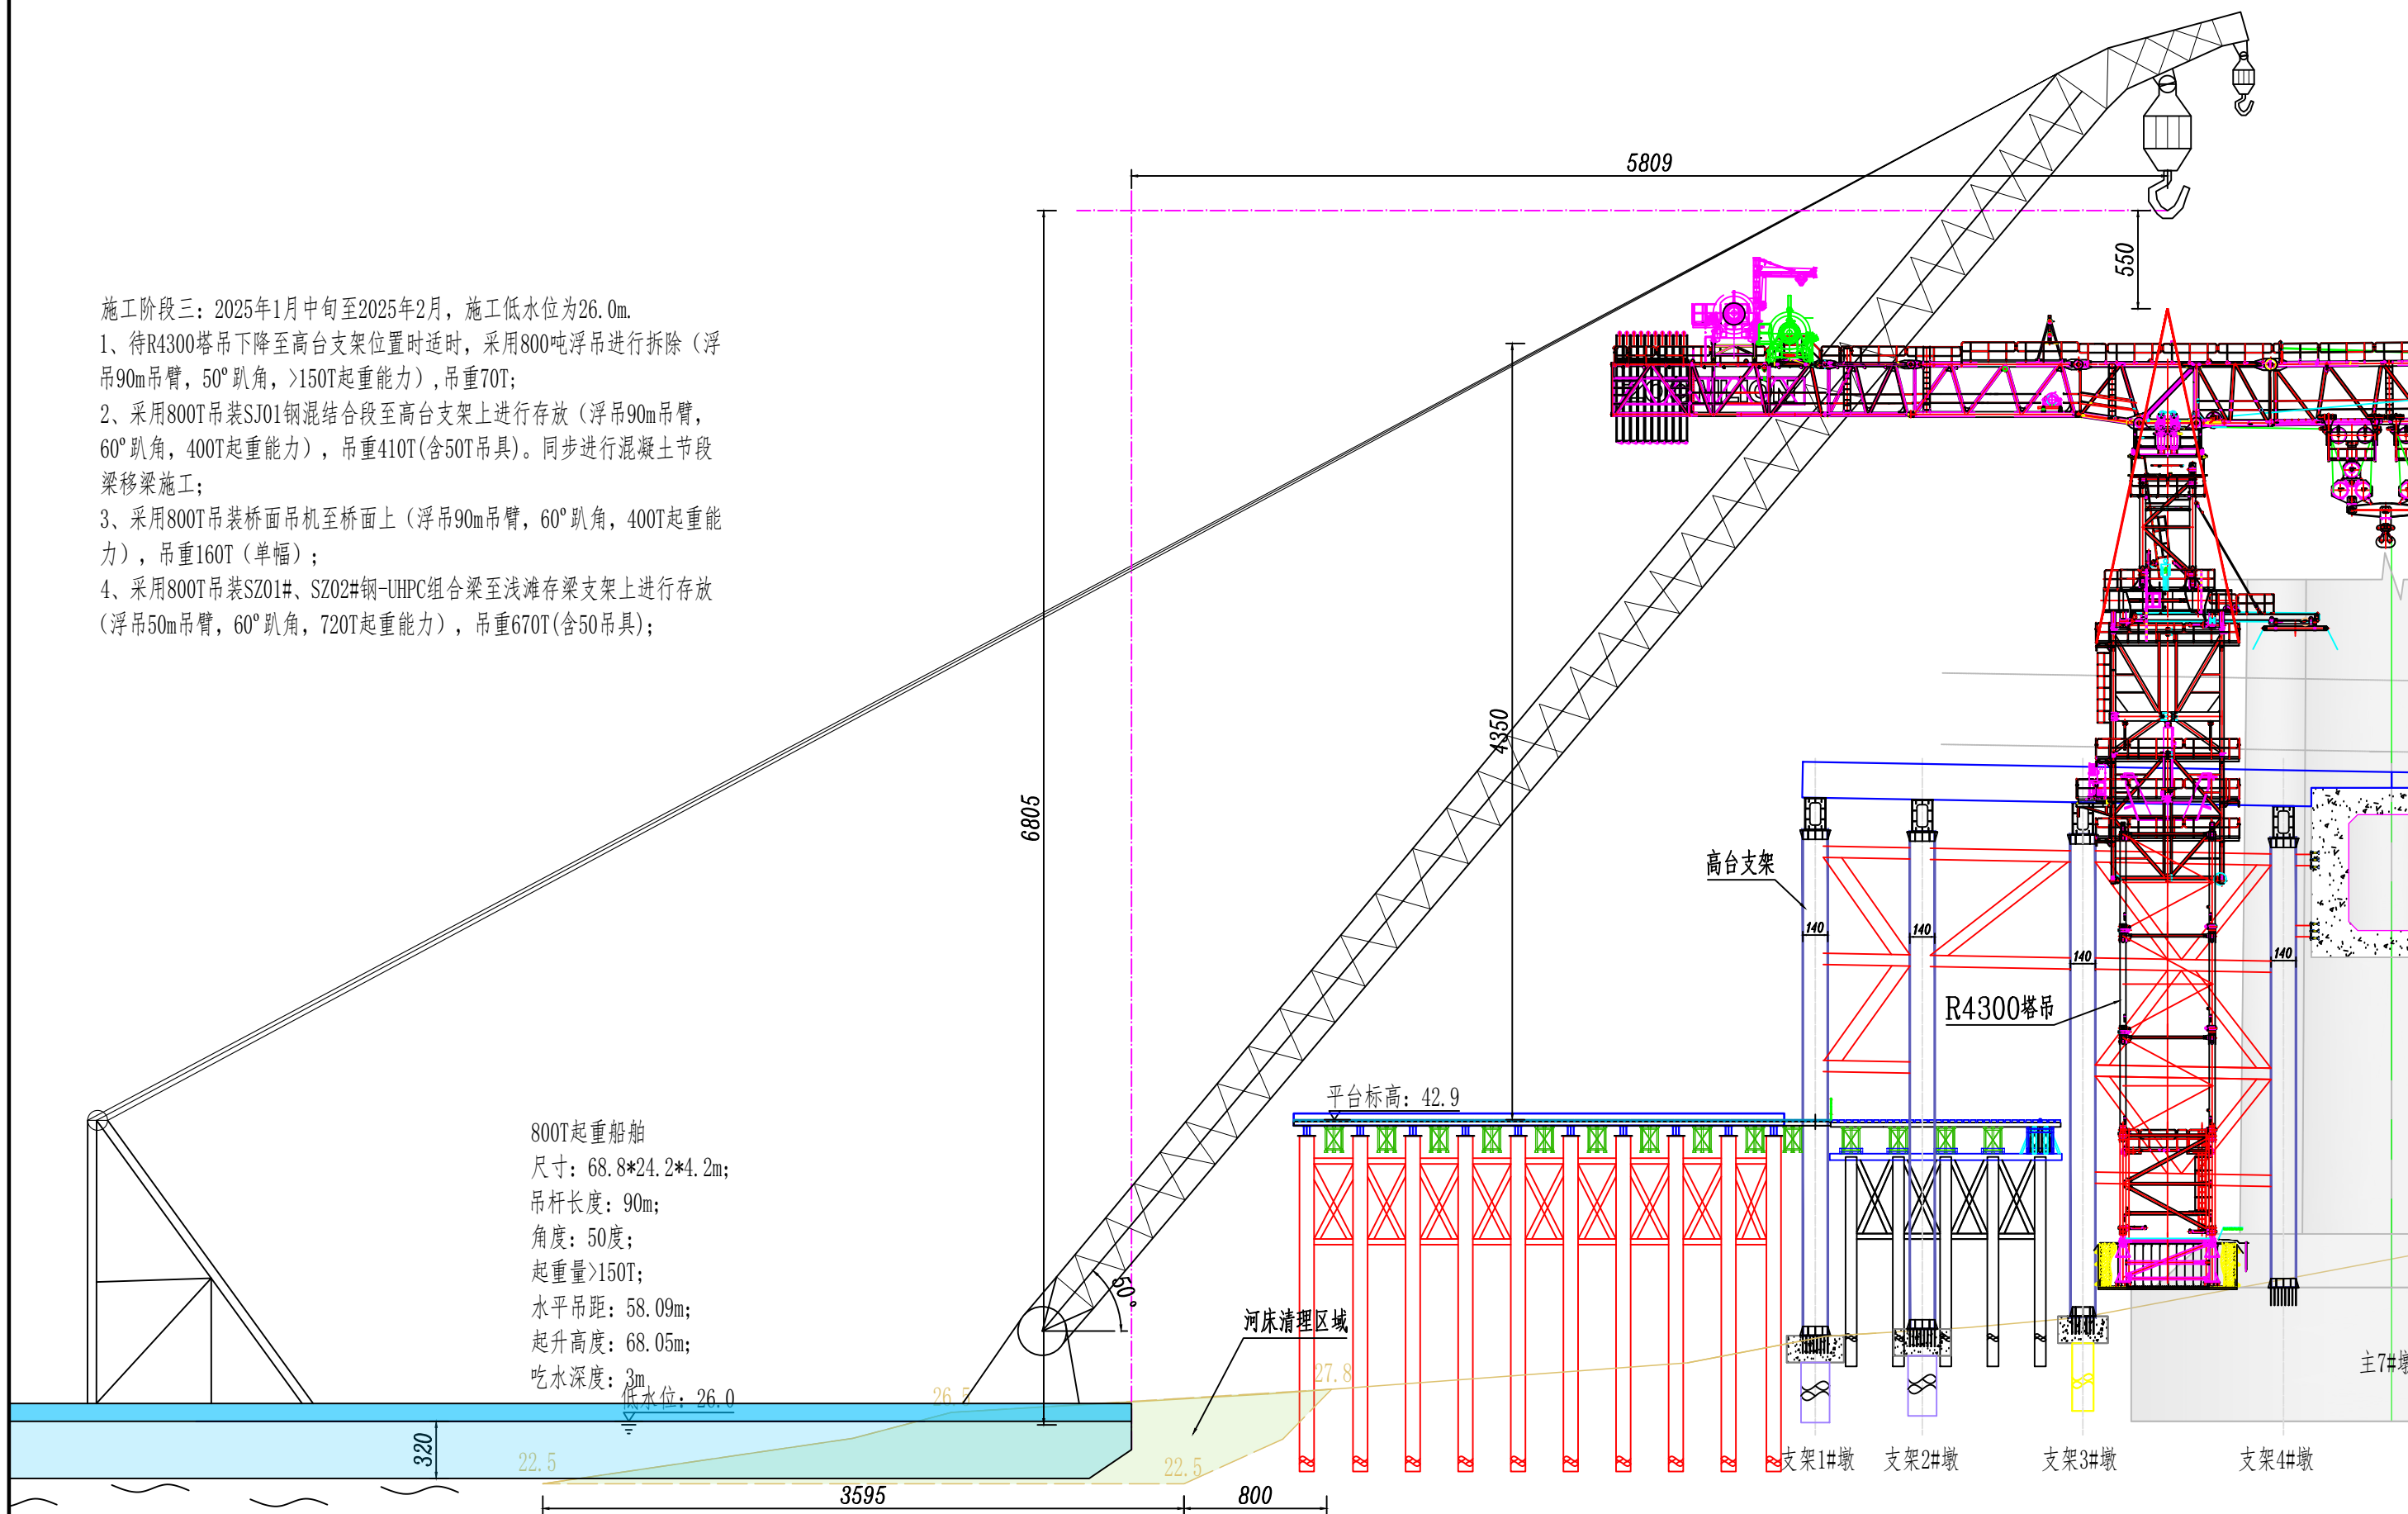 5809
550
施工阶段三：2025年1月中旬至2025年2月，施工低水位为26.0m.
1、待R4300塔吊下降至高台支架位置时适时，采用800吨浮吊进行拆除（浮
吊90m吊臂，50°趴角，>150T起重能力）,吊重70T;
2、采用800T吊装SJ01钢混结合段至高台支架上进行存放（浮吊90m吊臂，
60°趴角，400T起重能力），吊重410T(含50T吊具)。同步进行混凝土节段
梁移梁施工；
3、采用800T吊装桥面吊机至桥面上（浮吊90m吊臂，60°趴角，400T起重能
力），吊重160T（单幅）；
4、采用800T吊装SZ01#、SZ02#钢-UHPC组合梁至浅滩存梁支架上进行存放
（浮吊50m吊臂，60°趴角，720T起重能力），吊重670T(含50吊具)；
4350
6805
高台支架
140
140
140
140
R4300塔吊
平台标高：42.9
800T起重船舶
尺寸：68.8*24.2*4.2m;
吊杆长度：90m;
角度：50度;
起重量>150T;
水平吊距：58.09m;
起升高度：68.05m;
吃水深度：3m
50°
河床清理区域
27.8
26.5
低水位：26.0
主7#墩
320
22.5
22.5
支架1#墩
支架2#墩
支架3#墩
支架4#墩
3595
800